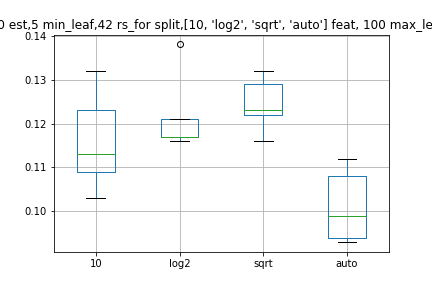 0 est,5 min_leaf,42 rs_for split,[10, 'log2', 'sqrt', 'auto'] feat, 100 max_le
0.14
0.13
0.12
0.11
0.10
10 log2 sqrt auto